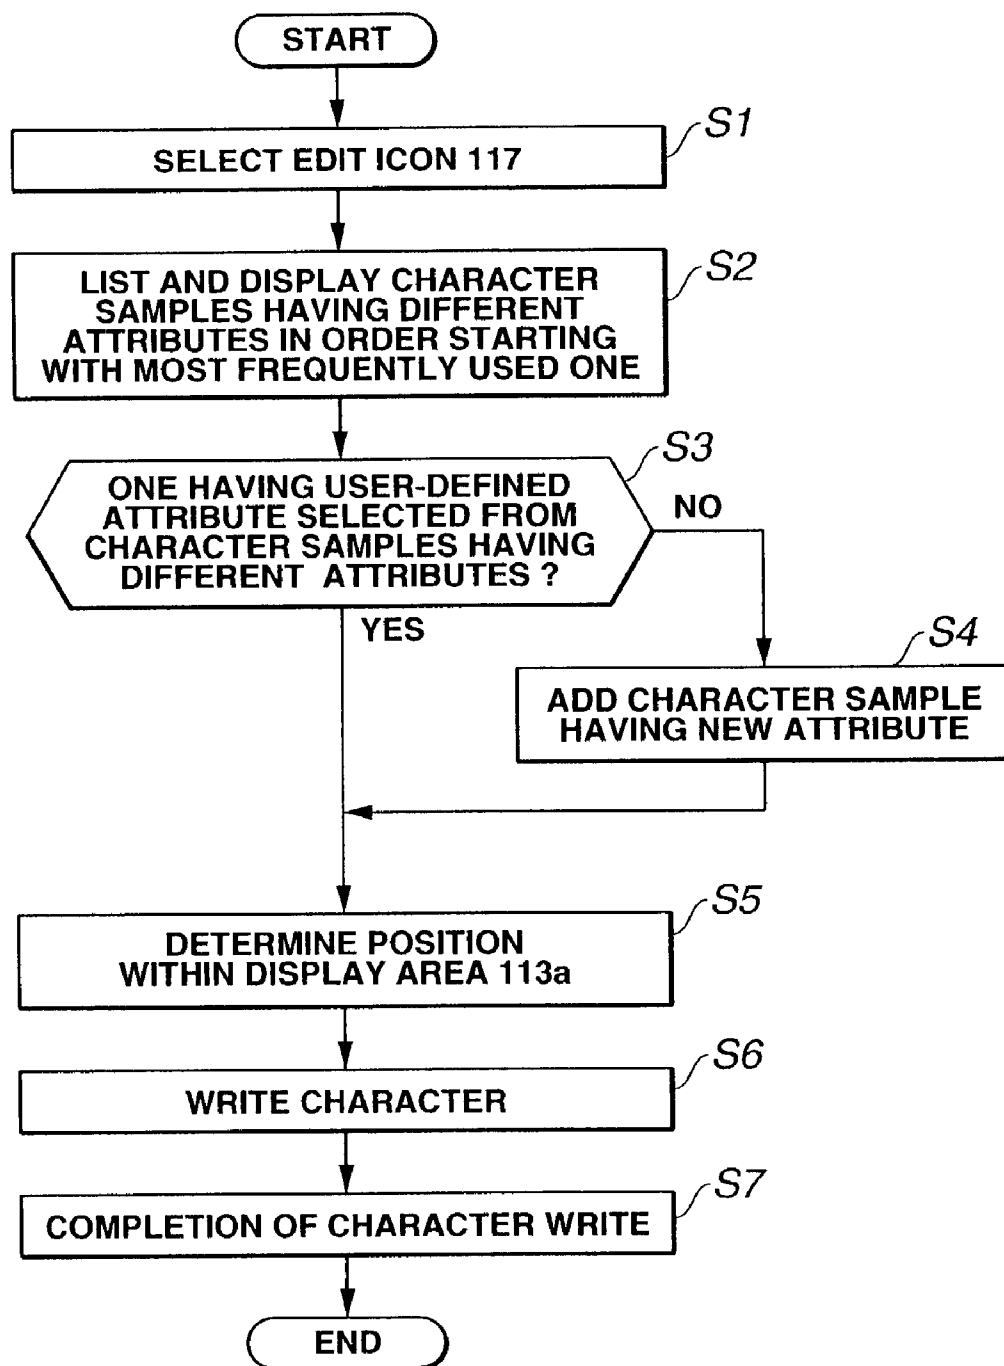 START
S1
SELECT EDIT ICON 117
S2
LIST AND DISPLAY CHARACTER
SAMPLES HAVING DIFFERENT
ATTRIBUTES IN ORDER STARTING
WITH MOST FREQUENTLY USED ONE
S3
ONE HAVING USER-DEFINED
ATTRIBUTE SELECTED FROM
CHARACTER SAMPLES HAVING
DIFFERENT ATTRIBUTES ?
NO
YES
S4
ADD CHARACTER SAMPLE
HAVING NEW ATTRIBUTE
S5
DETERMINE POSITION
WITHIN DISPLAY AREA 113a
S6
WRITE CHARACTER
S7
COMPLETION OF CHARACTER WRITE
END